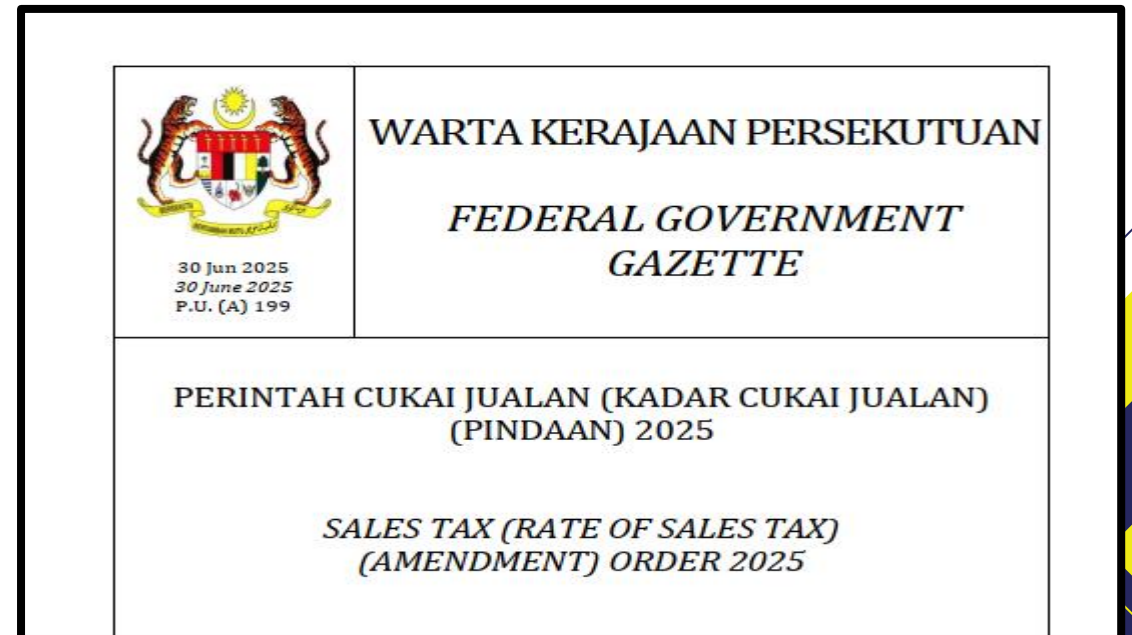 30 Jun 2025
30 June 2025
P.U. (A) 199
WARTA KERAJAAN PERSEKUTUAN
FEDERAL GOVERNMENT
GAZETTE
PERINTAH CUKAI JUALAN (KADAR CUKAI JUALAN)
(PINDAAN) 2025
SALES TAX (RATE OF SALES TAX)
(AMENDMENT) ORDER 2025